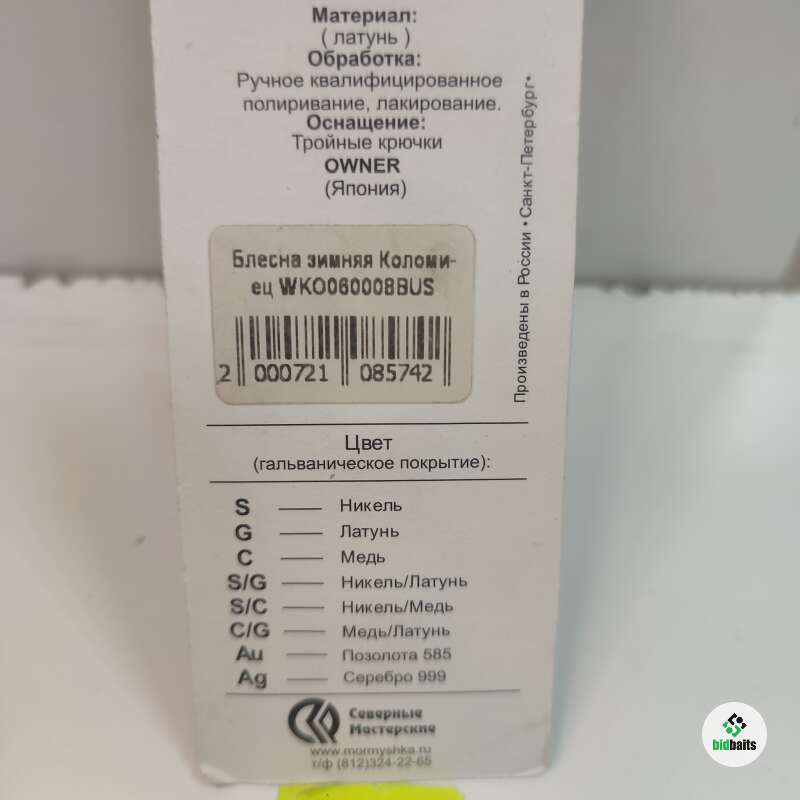 Материал:
( латунь )
Обработка:
Ручное квалифицированное
полиривание, лакирование.
Оснащение:
Тройные крючки
OWNER
(Япония)
Произведены в России • Санкт-Петербург•
Блесна зимняя Коломи-
ец WKO060008BUS
2 000721 085742
Цвет
(гальваническое покрытие):
S — Никель
G — Латунь
C — Медь
S/G — Никель/Латунь
S/C — Никель/Медь
C/G — Медь/Латунь
Au — Позолота 585
Ag — Серебро 999
Северные
Мастерские
www.mormyshka.ru
т/ф (812)324-22-65
bidbaits